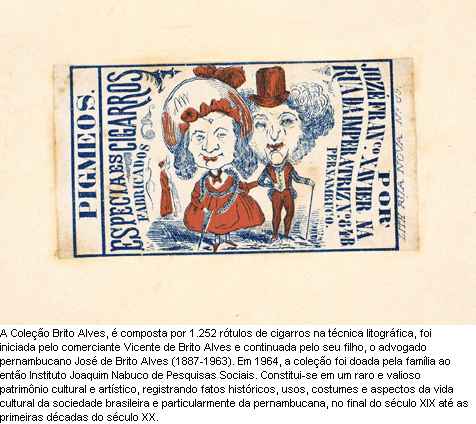 PIGMEOS.
ESPECIAES CIGARROS
FABRICADOS
POR
JOZÉ FRANco. XAVIER MA
RUA DA IMPERATRIZ No.
PERNAMBUCO.
A Coleção Brito Alves, é composta por 1.252 rótulos de cigarros na técnica litográfica, foi
iniciada pelo comerciante Vicente de Brito Alves e continuada pelo seu filho, o advogado
pernambucano José de Brito Alves (1887-1963). Em 1964, a coleção foi doada pela família ao
então Instituto Joaquim Nabuco de Pesquisas Sociais. Constitui-se em um raro e valioso
patrimônio cultural e artístico, registrando fatos históricos, usos, costumes e aspectos da vida
cultural da sociedade brasileira e particularmente da pernambucana, no final do século XIX até as
primeiras décadas do século XX.